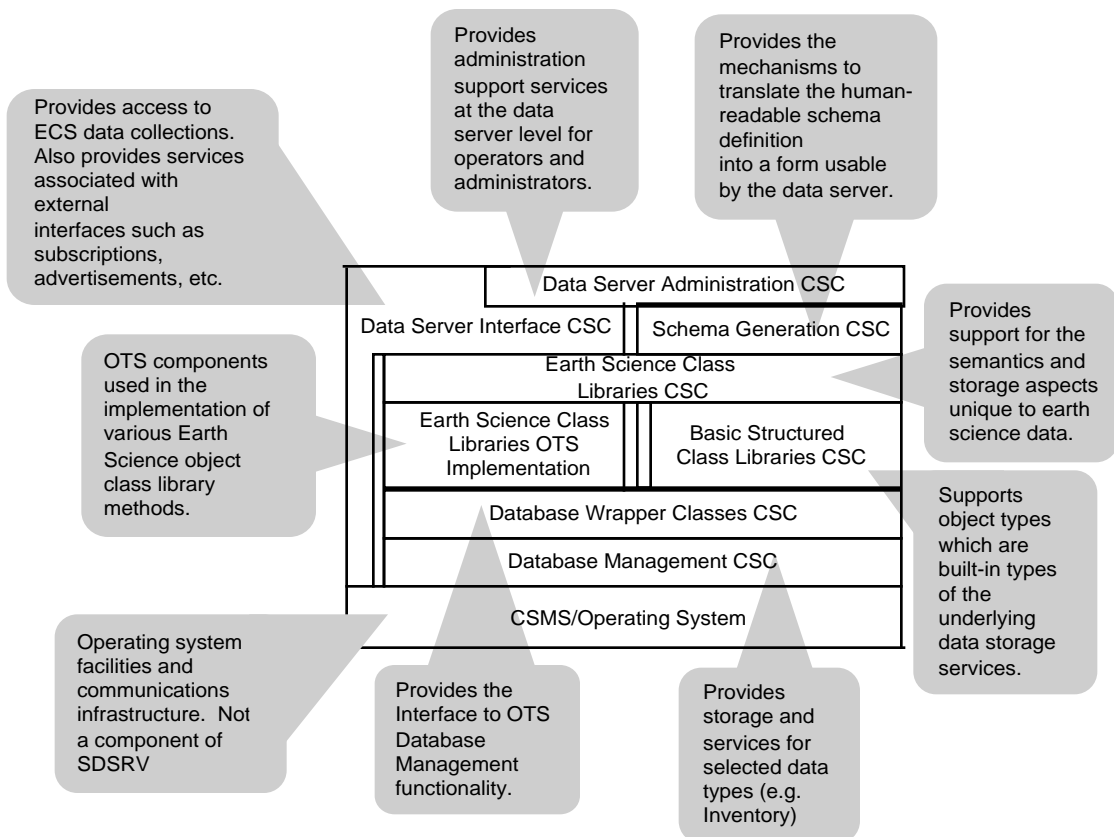 Provides
administration
support services
at the data
server level for
operators and
administrators.
Provides the
mechanisms to
translate the human-
readable schema
definition
into a form usable
by the data server.
Provides access to
ECS data collections.
Also provides services
associated with
external
interfaces such as
subscriptions,
advertisements, etc.
Data Server Administration CSC
Data Server Interface CSC
Schema Generation CSC
Earth Science Class
Libraries CSC
Earth Science Class
Libraries OTS
Implementation
Basic Structured
Class Libraries CSC
Database Wrapper Classes CSC
Database Management CSC
CSMS/Operating System
Provides
support for the
semantics and
storage aspects
unique to earth
science data.
OTS components
used in the
implementation of
various Earth
Science object
class library
methods.
Supports
object types
which are
built-in types
of the
underlying
data storage
services.
Operating system
facilities and
communications
infrastructure.  Not
a component of
SDSRV
Provides the
Interface to OTS
Database
Management
functionality.
Provides
storage and
services for
selected data
types (e.g.
Inventory)